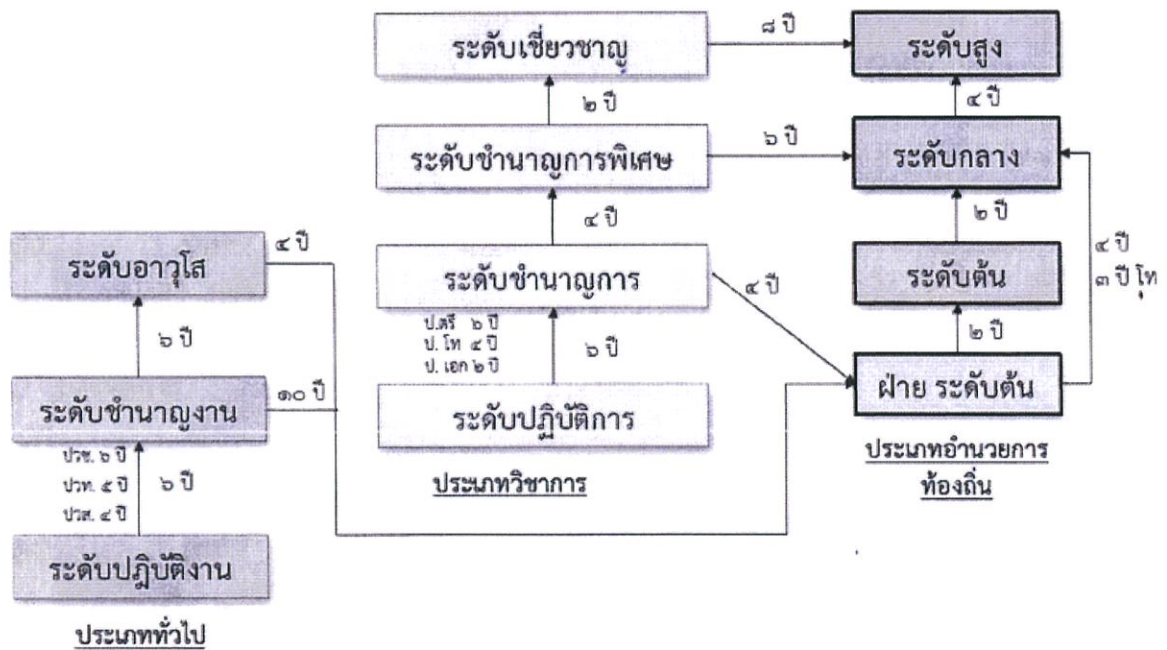 ระดับเชี่ยวชาญ
๘ ปี
ระดับสูง
๒ ปี
๔ ปี
ระดับชำนาญการพิเศษ
๖ ปี
ระดับกลาง
๔ ปี
๒ ปี
ระดับอาวุโส
๔ ปี
ระดับชำนาญการ
๔ ปี
ระดับต้น
๔ ปี
๓ ปี โท
๖ ปี
ป.ตรี ๖ ปี
ป. โท ๔ ปี
ป. เอก ๒ ปี
๖ ปี
๒ ปี
ระดับชำนาญงาน
๑๐ ปี
ระดับปฏิบัติการ
ฝ่าย ระดับต้น
ปวช. ๖ ปี
ปวท. ๕ ปี
ปวส. ๔ ปี
๖ ปี
ประเภทวิชาการ
ประเภทอำนวยการ
ท้องถิ่น
ระดับปฏิบัติงาน
ประเภททั่วไป